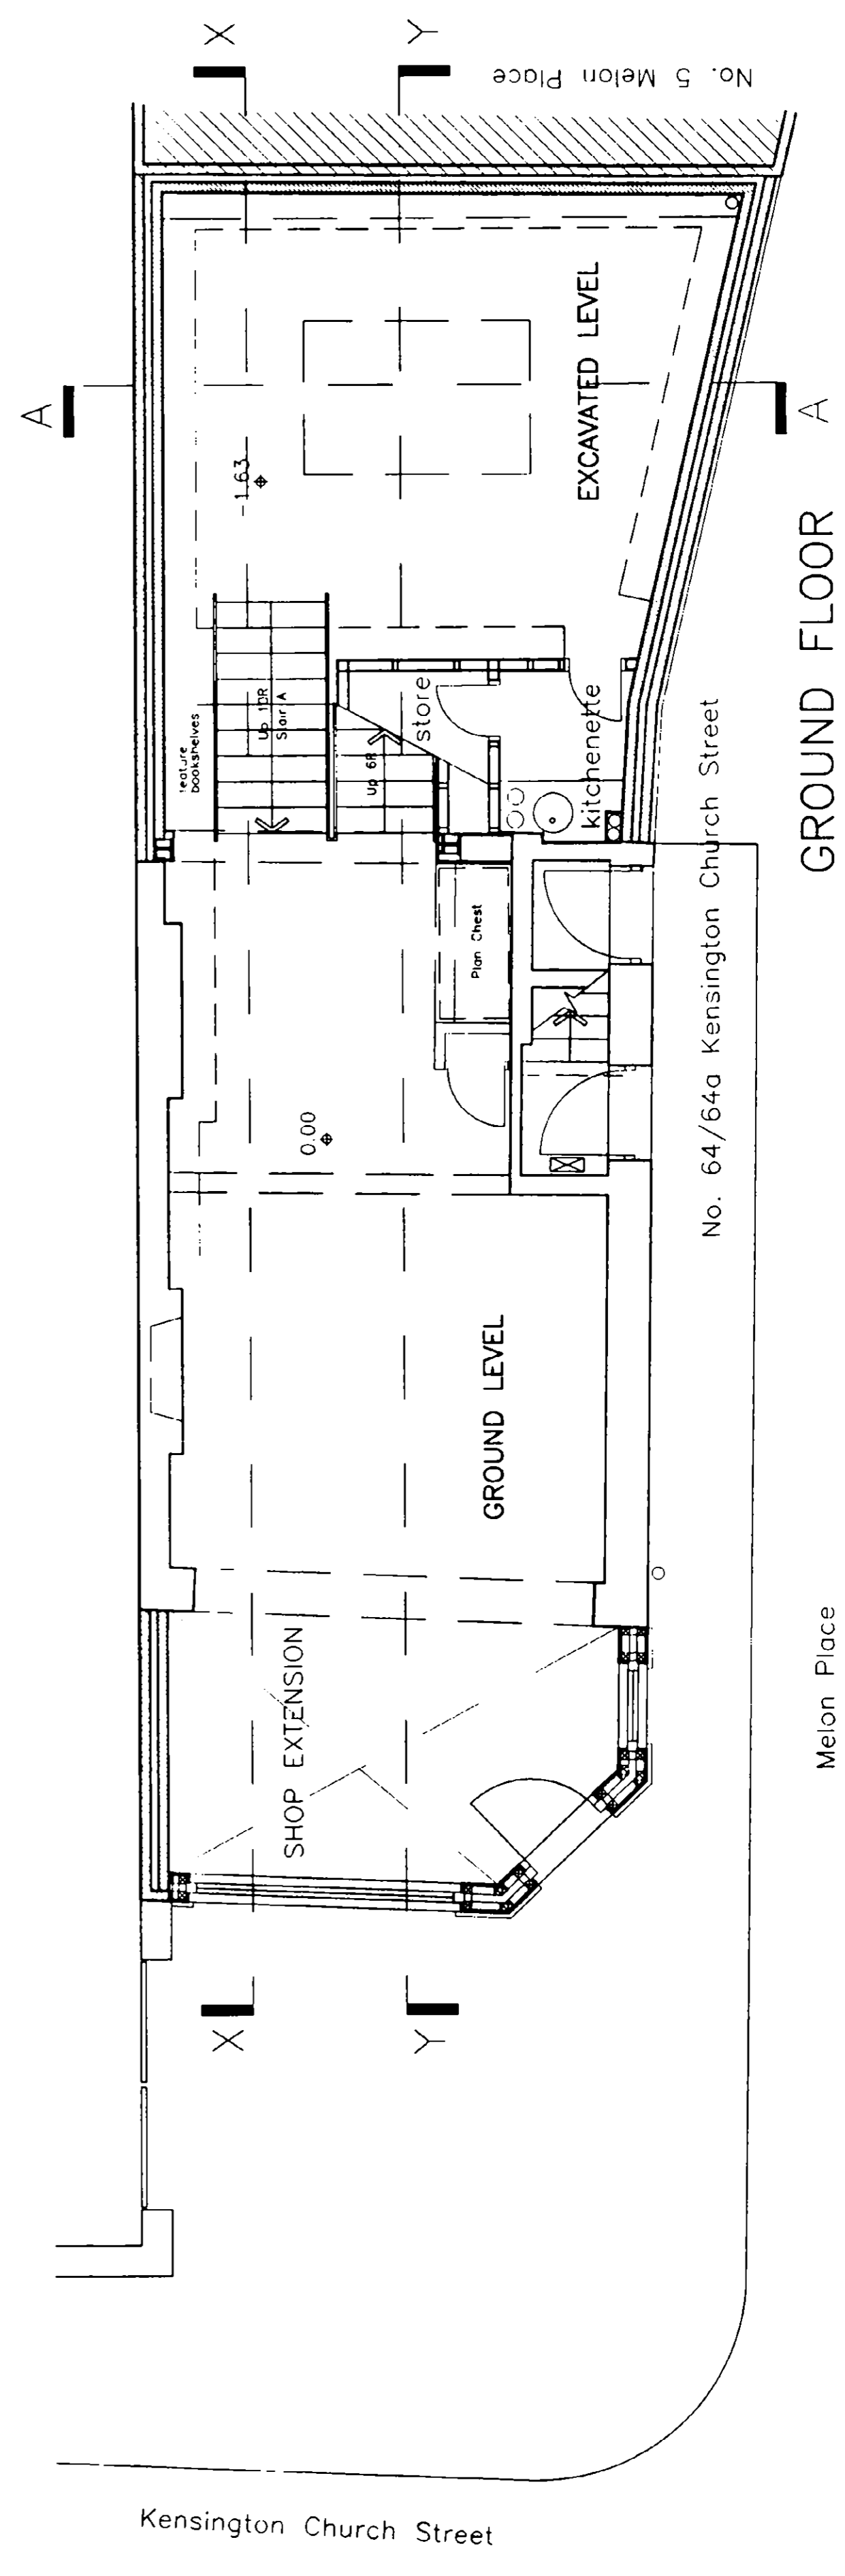 X
Y
No. 5 Melon Place
A
A
EXCAVATED LEVEL
-1.63
feature
bookshelves
Up 10R
Stair A
Up 6R
store
kitchenette
Plan Chest
0.00
No. 64/64a Kensington Church Street
GROUND FLOOR
GROUND LEVEL
SHOP EXTENSION
Melon Place
X
Y
Kensington Church Street